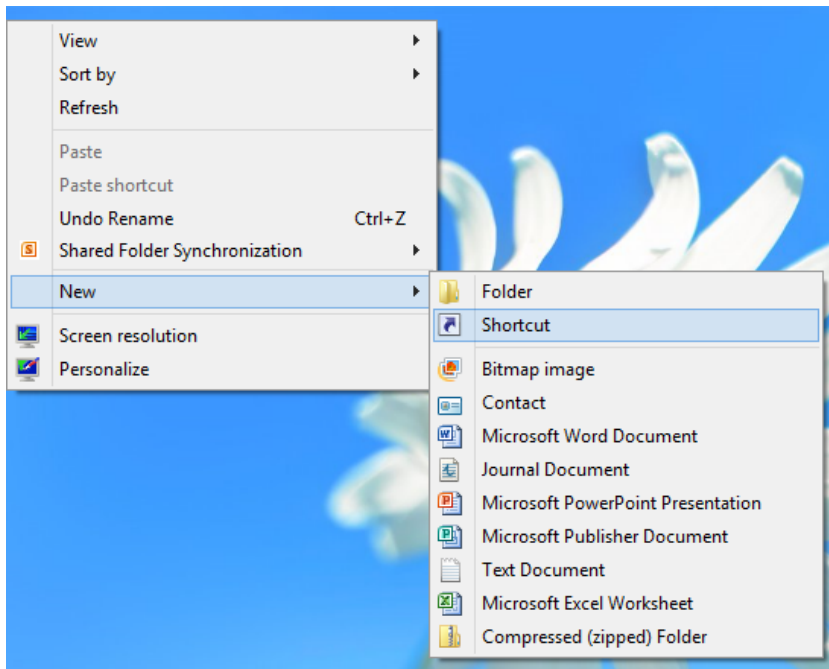 View
Sort by
Refresh
Paste
Paste shortcut
Undo Rename Ctrl+Z
Shared Folder Synchronization
New
Screen resolution
Personalize
Folder
Shortcut
Bitmap image
Contact
Microsoft Word Document
Journal Document
Microsoft PowerPoint Presentation
Microsoft Publisher Document
Text Document
Microsoft Excel Worksheet
Compressed (zipped) Folder